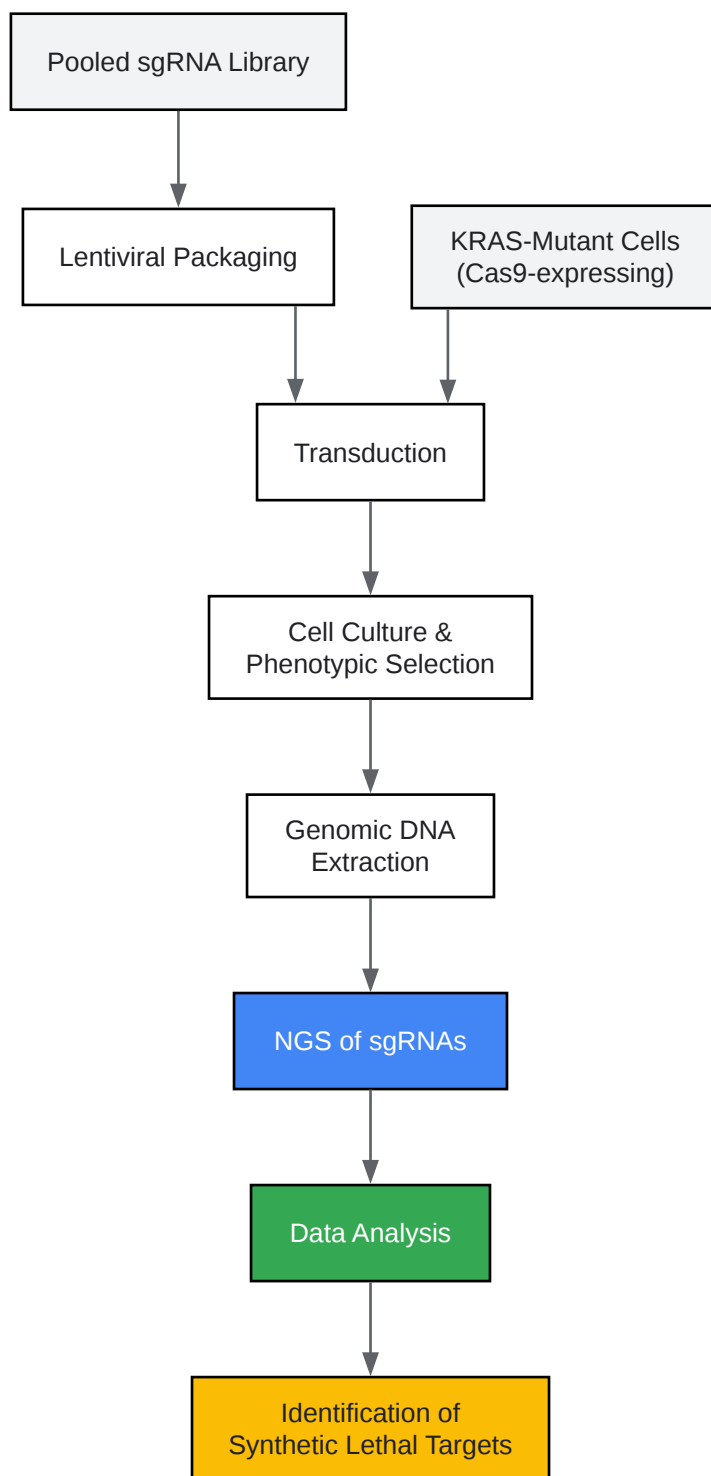 Pooled sgRNA Library
Lentiviral Packaging
KRAS-Mutant Cells
(Cas9-expressing)
Transduction
Cell Culture &
Phenotypic Selection
Genomic DNA
Extraction
NGS of sgRNAs
Data Analysis
Identification of
Synthetic Lethal Targets